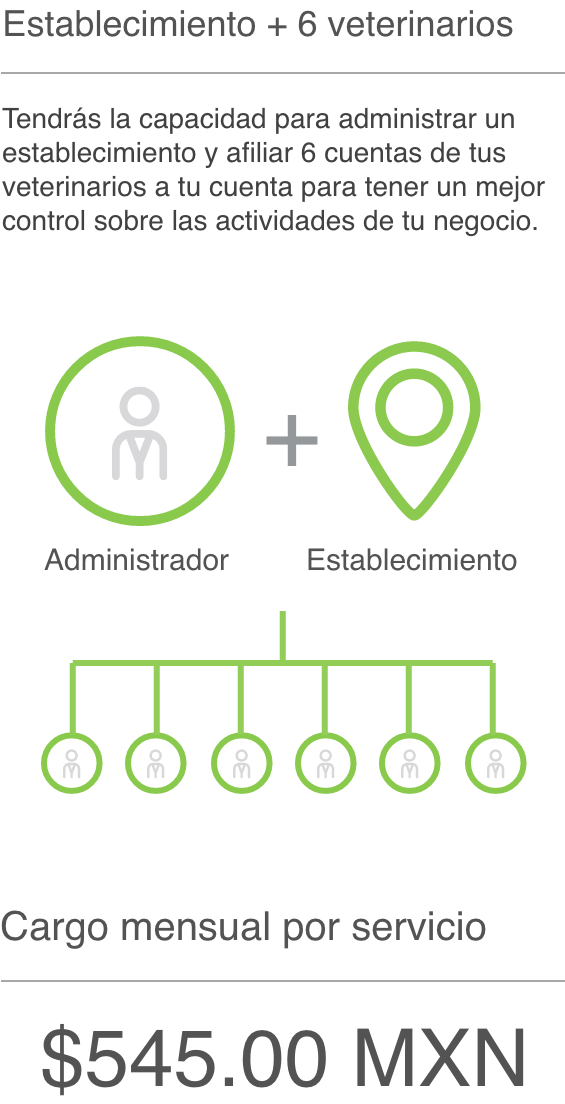 Establecimiento + 6 veterinarios
Tendrás la capacidad para administrar un
establecimiento y afiliar 6 cuentas de tus
veterinarios a tu cuenta para tener un mejor
control sobre las actividades de tu negocio.
+
Administrador
Establecimiento
Cargo mensual por servicio
$545.00 MXN